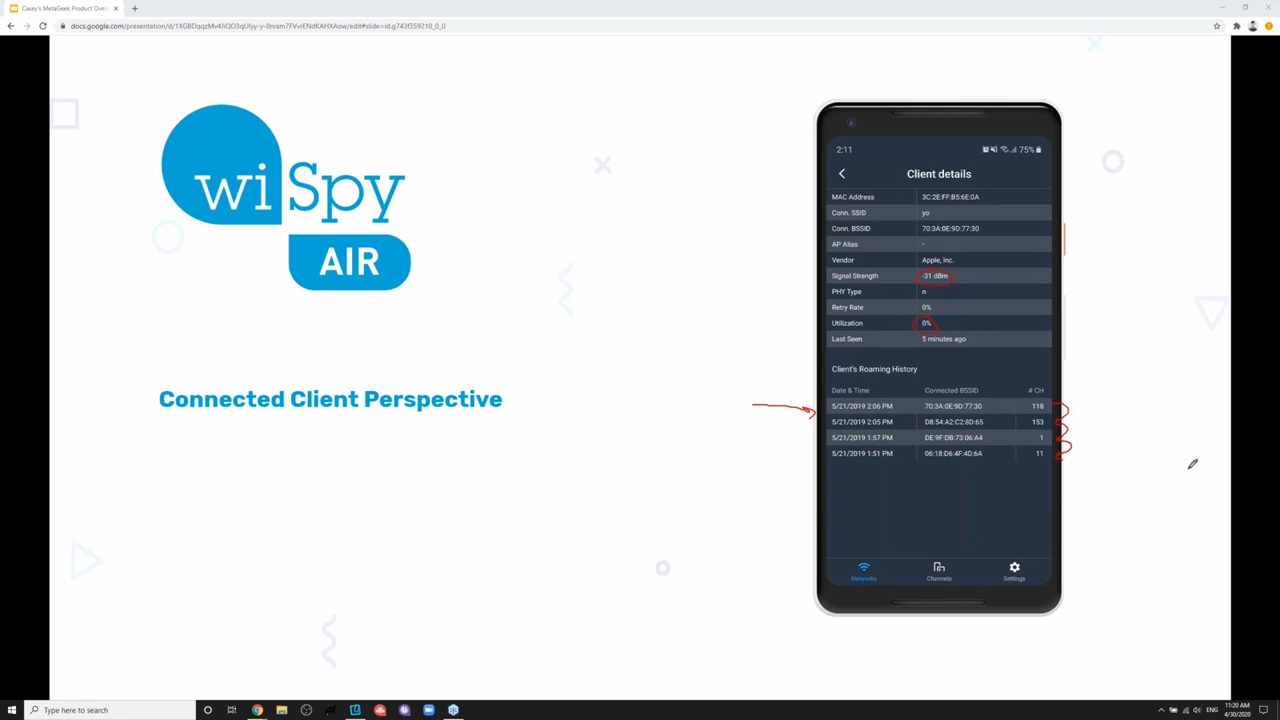 Casey's MetaGeek Product Over
docs.google.com/presentation/d/1XGBDqqzMv4JiQO3qUlyy-y-0rvam7FVvrENdKAHXAow/edit#slide=id.g743f359210_0_0
wiSpy
AIR
Connected Client Perspective
2:11
75%
Client details
MAC Address 3C:2E:FF:B5:6E:0A
Conn. SSID yo
Conn. BSSID 70:3A:0E:9D:77:30
AP Alias -
Vendor Apple, Inc.
Signal Strength -31 dBm
PHY Type n
Retry Rate 0%
Utilization 0%
Last Seen 5 minutes ago
Client's Roaming History
Date & Time Connected BSSID # CH
5/21/2019 2:06 PM 70:3A:0E:9D:77:30 118
5/21/2019 2:05 PM D8:54:A2:C2:8D:65 153
5/21/2019 1:57 PM DE:9F:DB:73:06:A4 1
5/21/2019 1:51 PM 06:18:D6:4F:4D:6A 11
Networks Channels Settings
Type here to search
ENG
11:20 AM
4/30/2020